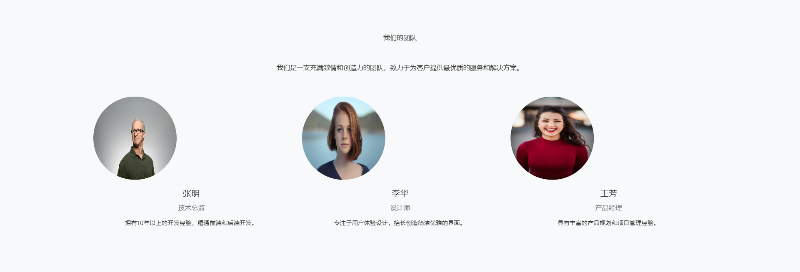 我们的团队
我们是一支充满激情和创造力的团队，致力于为客户提供最优质的服务和解决方案。
张明
李华
王芳
技术总监
设计师
产品经理
拥有10年以上的开发经验，精通前端和后端开发。
专注于用户体验设计，擅长创造简洁优雅的界面。
具有丰富的产品规划和项目管理经验。